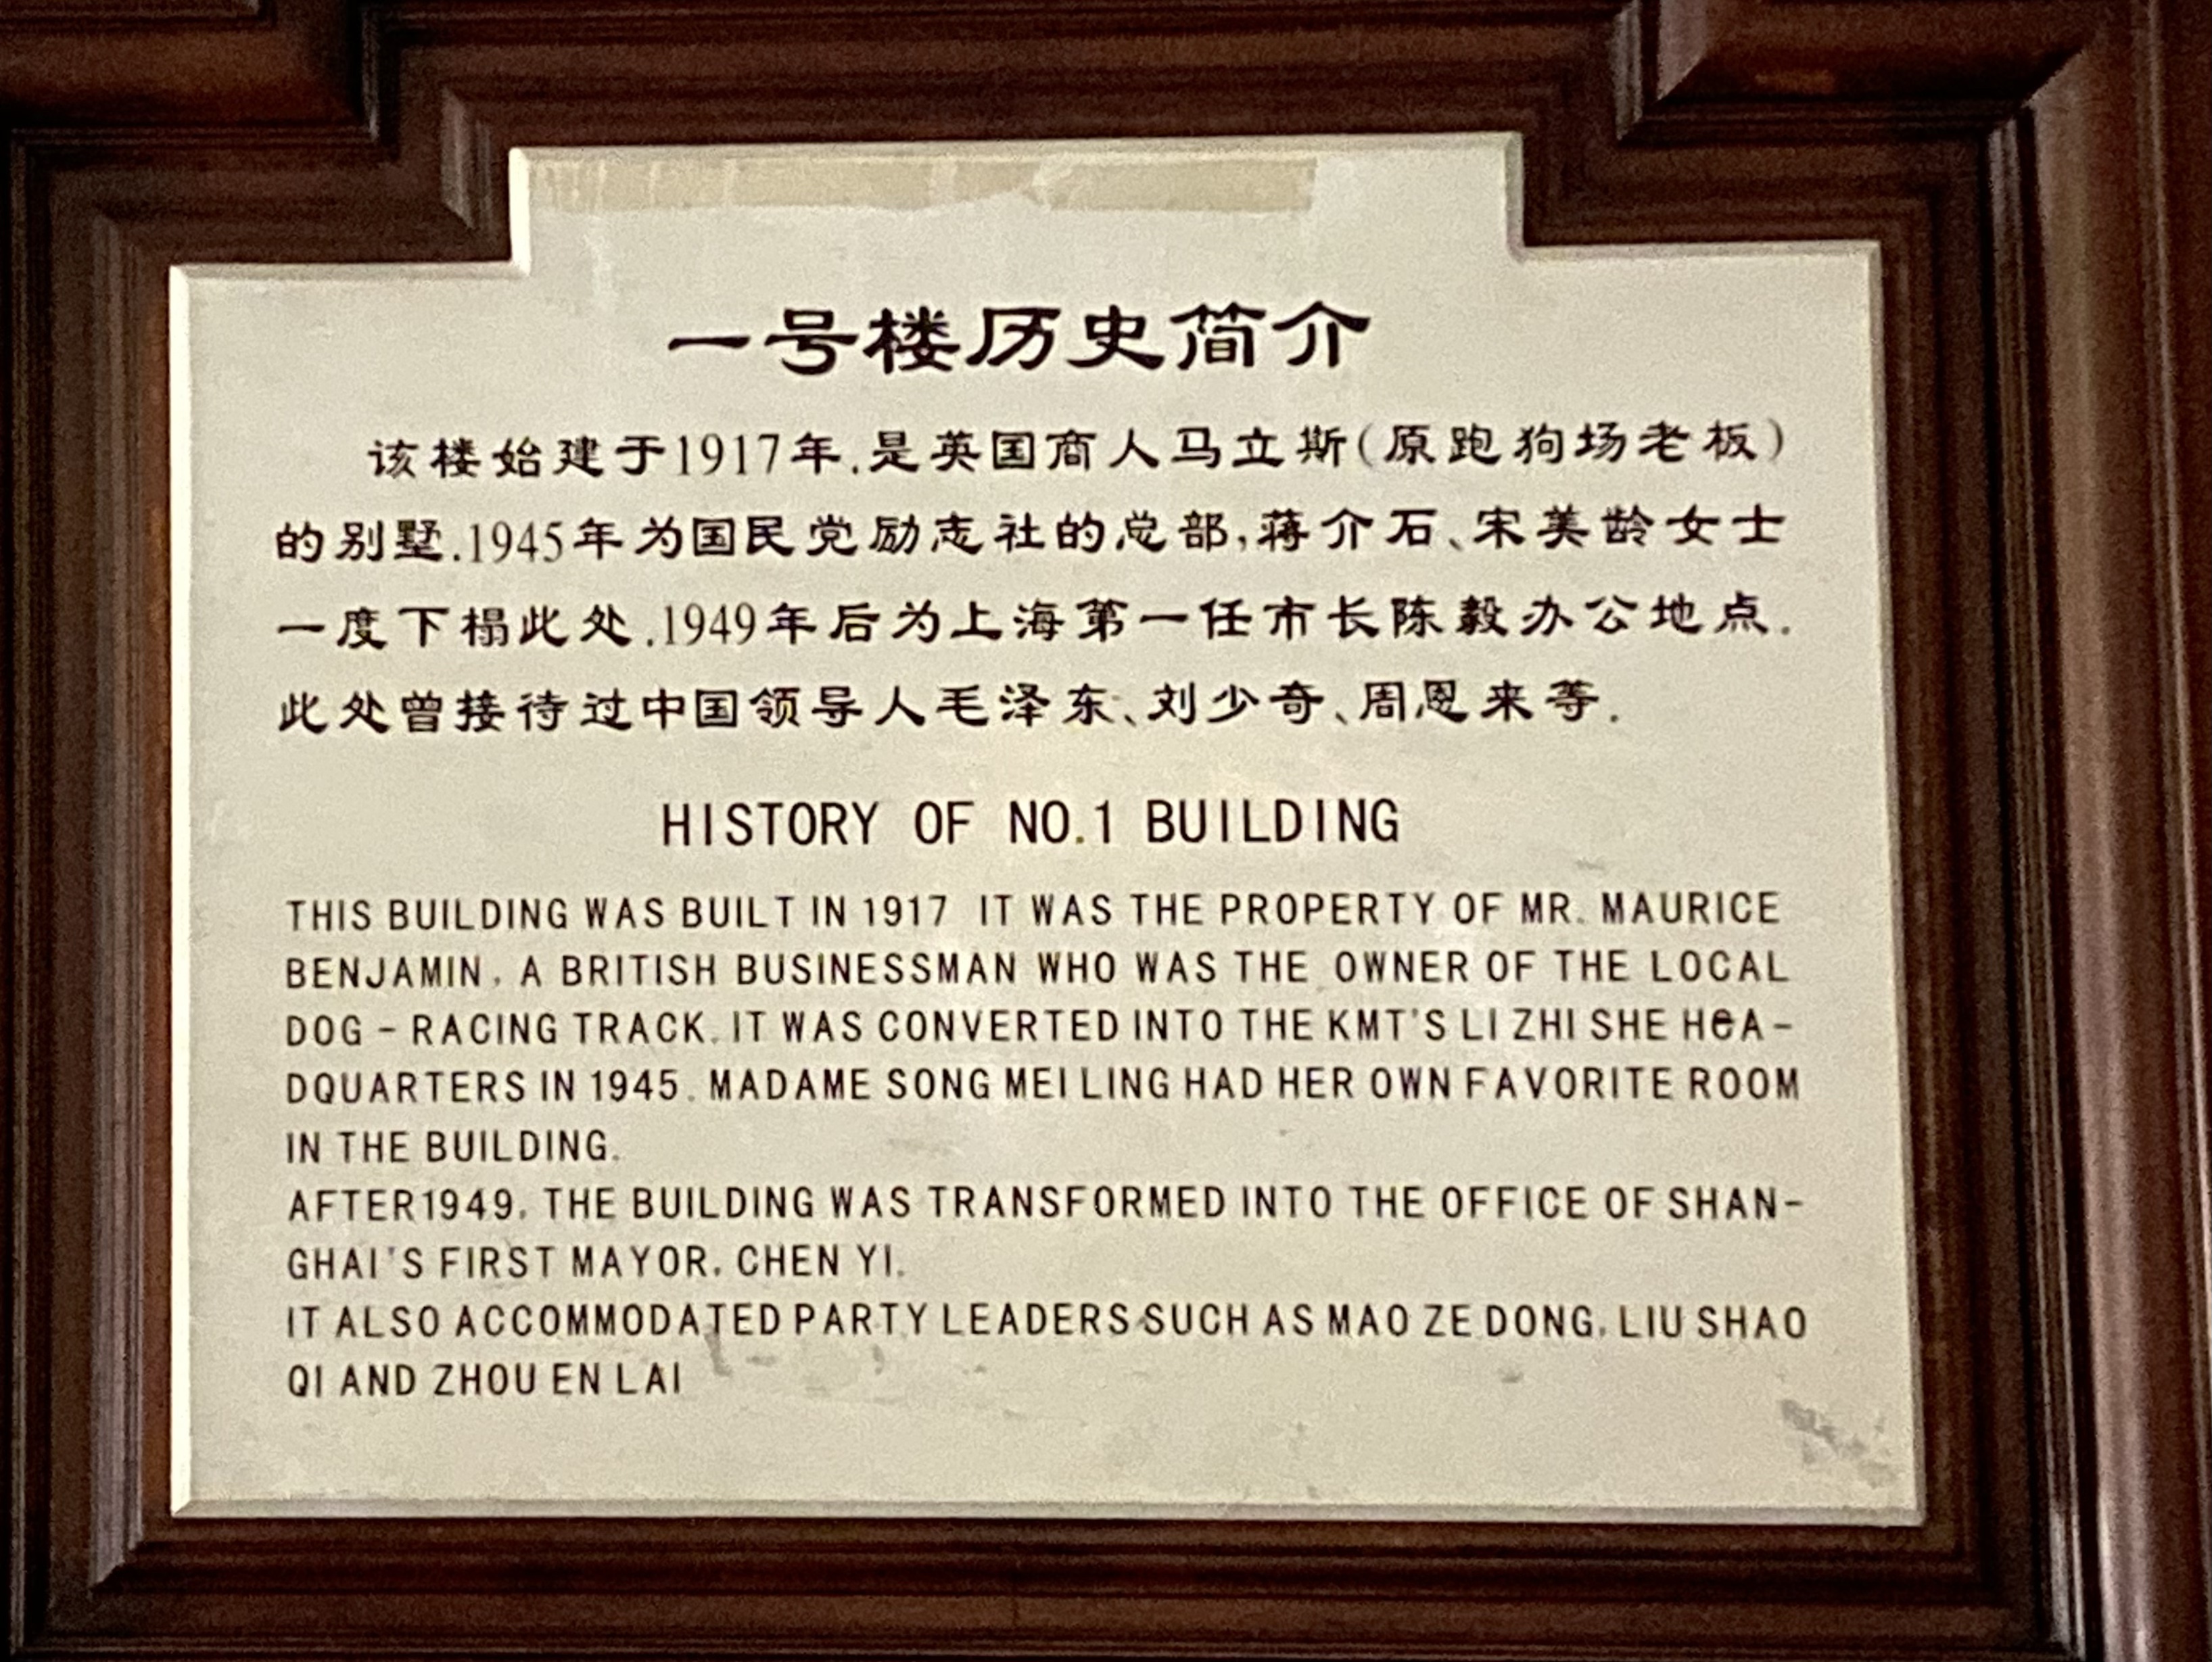 一号楼历史简介
该楼始建于1917年.是英国商人马立斯(原跑狗场老板)
的别墅.1945年为国民党励志社的总部,蒋介石、宋美龄女士
一度下榻此处.1949年后为上海第一任市长陈毅办公地点.
此处曾接待过中国领导人毛泽东、刘少奇、周恩来等.
HISTORY OF NO.1 BUILDING
THIS BUILDING WAS BUILT IN 1917 IT WAS THE PROPERTY OF MR. MAURICE
BENJAMIN, A BRITISH BUSINESSMAN WHO WAS THE OWNER OF THE LOCAL
DOG - RACING TRACK. IT WAS CONVERTED INTO THE KMT'S LI ZHI SHE HeA-
DQUARTERS IN 1945. MADAME SONG MEI LING HAD HER OWN FAVORITE ROOM
IN THE BUILDING.
AFTER1949, THE BUILDING WAS TRANSFORMED INTO THE OFFICE OF SHAN-
GHAI'S FIRST MAYOR, CHEN YI.
IT ALSO ACCOMMODATED PARTY LEADERS SUCH AS MAO ZE DONG, LIU SHAO
QI AND ZHOU EN LAI